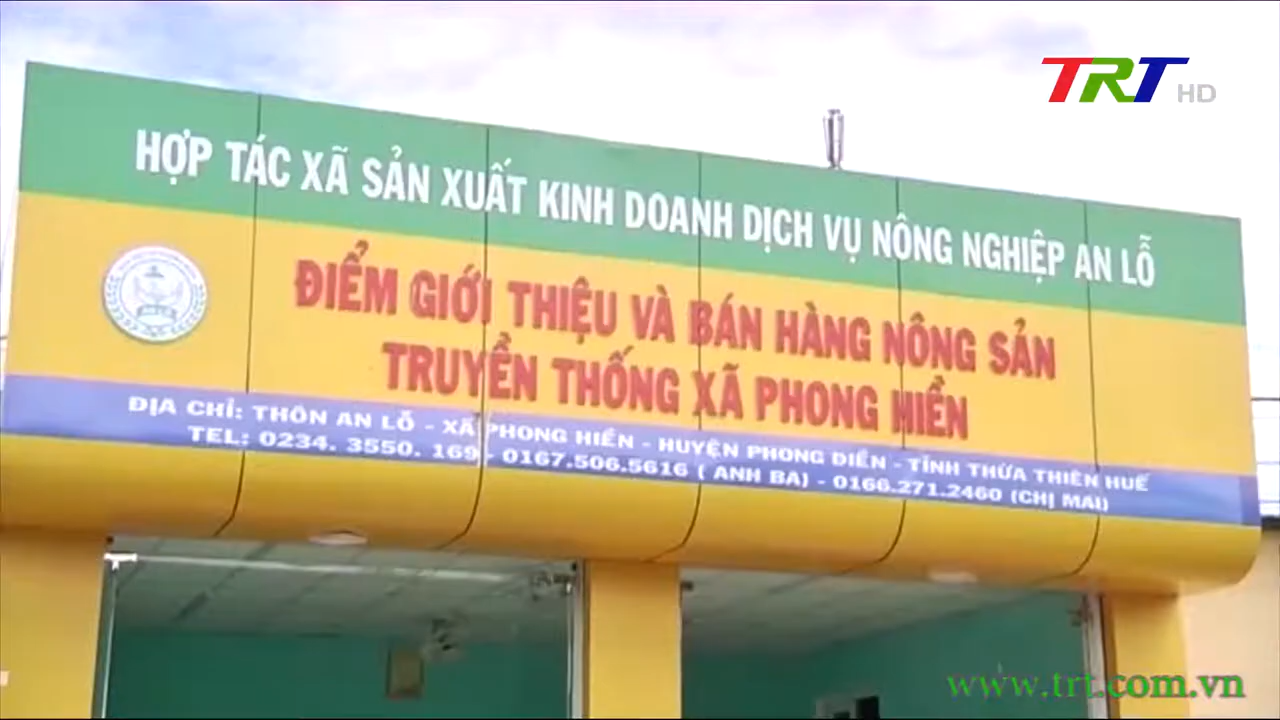 TRT HD
HỢP TÁC XÃ SẢN XUẤT KINH DOANH DỊCH VỤ NÔNG NGHIỆP AN LỖ
ĐIỂM GIỚI THIỆU VÀ BÁN HÀNG NÔNG SẢN
TRUYỀN THỐNG XÃ PHONG HIỀN
ĐỊA CHỈ: THÔN AN LỖ - XÃ PHONG HIỀN - HUYỆN PHONG ĐIỀN - TỈNH THỪA THIÊN HUẾ
TEL: 0234. 3550. 169 - 0167.506.5616 ( ANH BA) - 0166.271.2460 (CHỊ MAI)
www.trt.com.vn